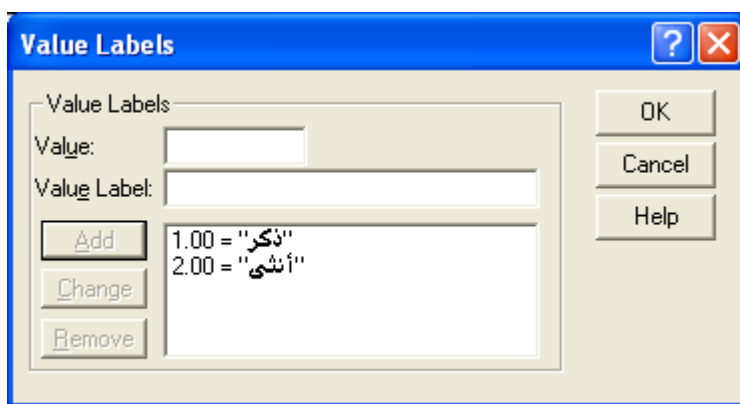 Value Labels
Value Labels
Value:
Value Label:
Add
Change
Remove
1.00 = "ذكر"
2.00 = "أنثى"
OK
Cancel
Help